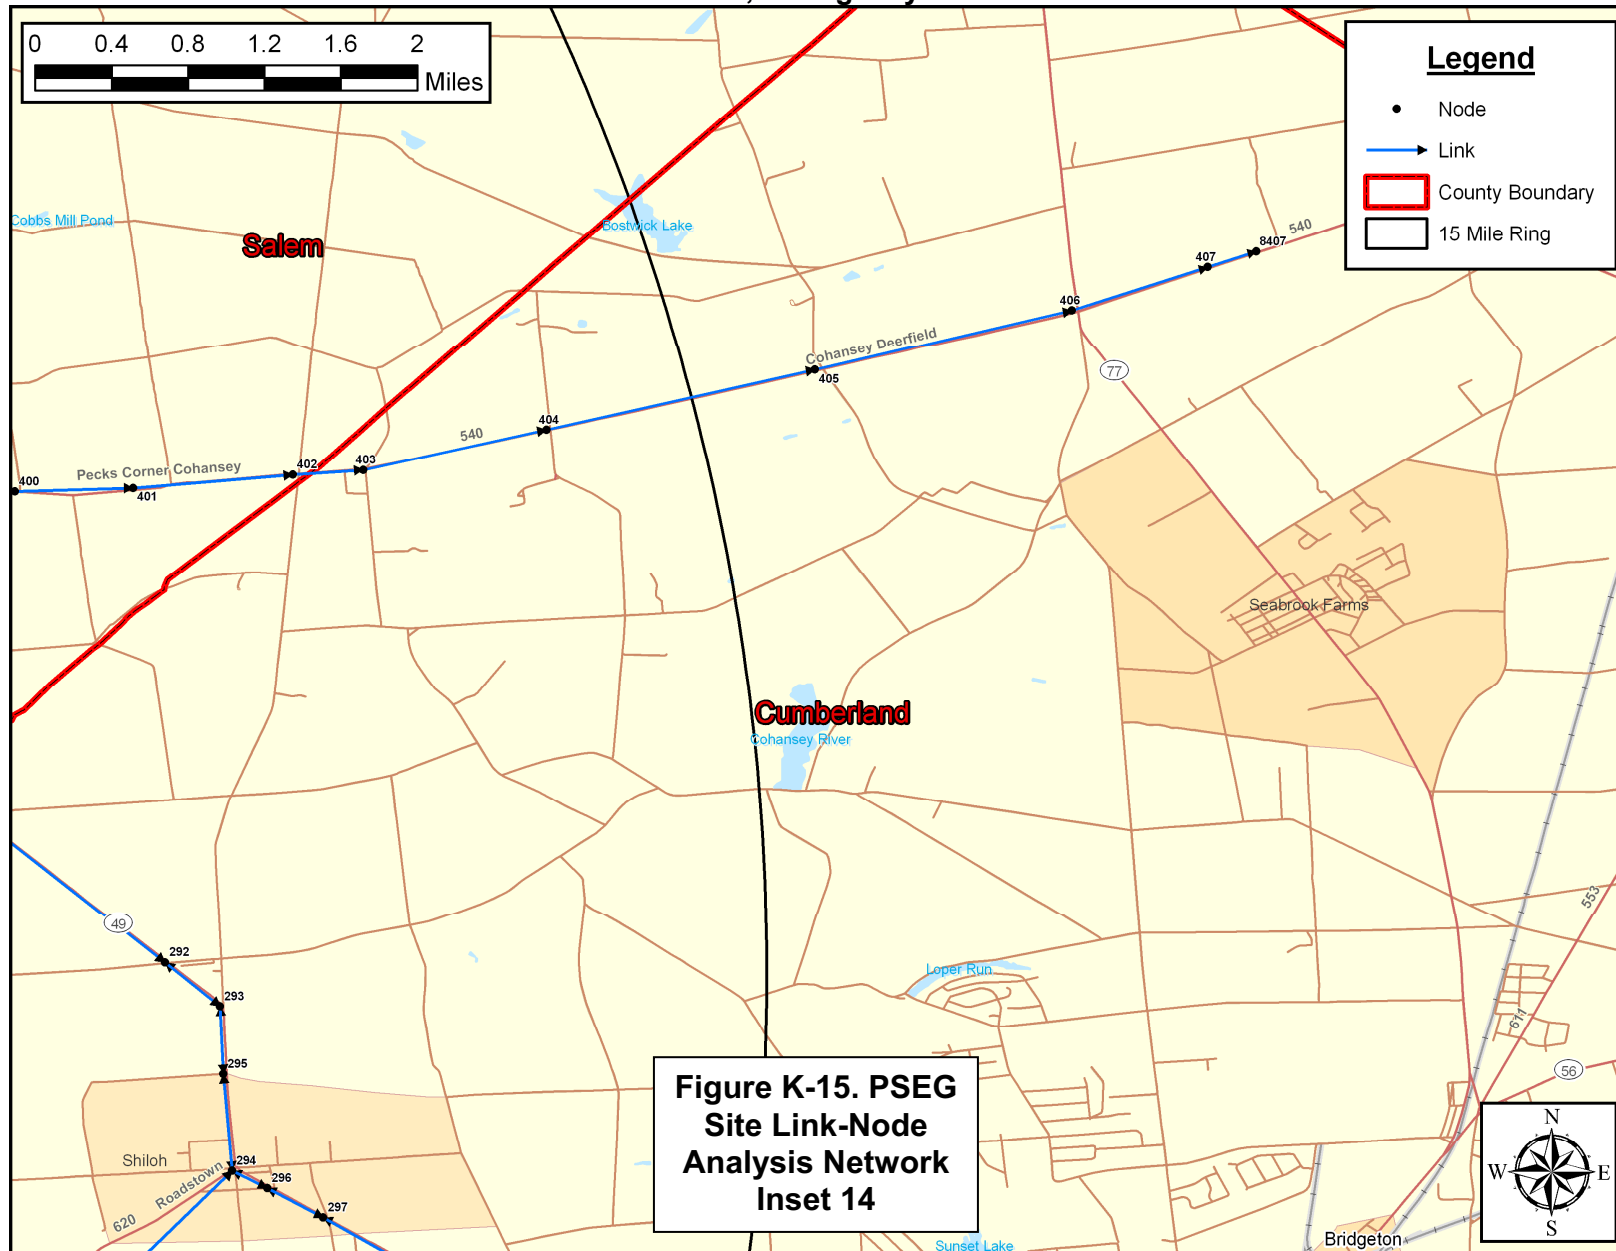 0 0.4 0.8 1.2 1.6 2
Miles
Legend
Node
Link
County Boundary
15 Mile Ring
Cobbs Mill Pond
Salem
Bostwick Lake
540
8407
407
406
Cohansey Deerfield
405
77
404
540
403
402
Pecks Corner Cohansey
400
401
Seabrook Farms
Cumberland
Cohansey River
49
292
293
295
553
Loper Run
611
56
Shiloh
294
Roadstown
620
296
297
Figure K-15. PSEG
Site Link-Node
Analysis Network
Inset 14
N
W E
S
Bridgeton
Sunset Lake